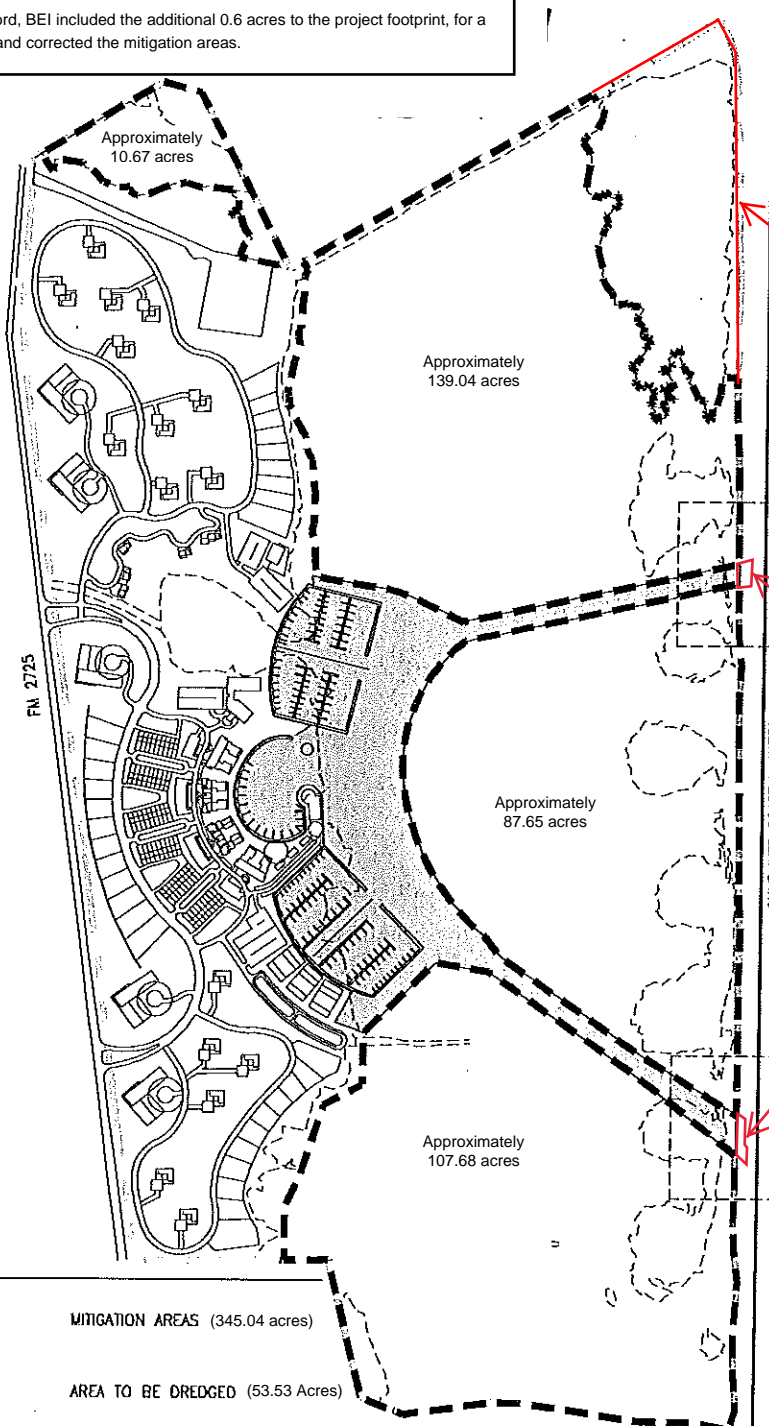 ord, BEI included the additional 0.6 acres to the project footprint, for a
and corrected the mitigation areas.
Approximately
10.67 acres
Approximately
139.04 acres
FM 2725
Approximately
87.65 acres
Approximately
107.68 acres
MITIGATION AREAS (345.04 acres)
AREA TO BE DREDGED (53.53 Acres)